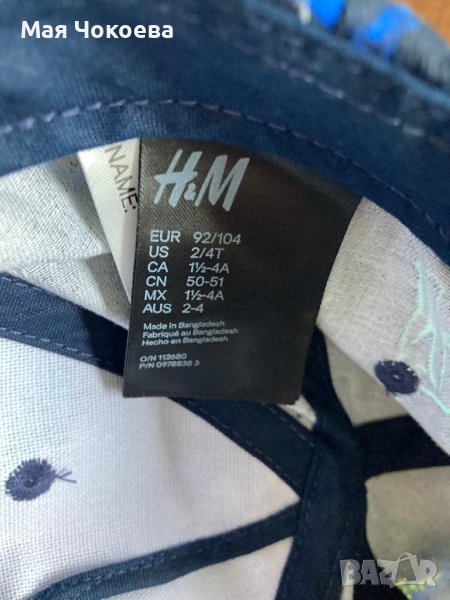 Мая Чокоева
NAME:
H&M
EUR 92/104
US 2/4T
CA 1½-4A
CN 50-51
MX 1½-4A
AUS 2-4
Made in Bangladesh
Fabriqué au Bangladesh
Hecho en Bangladesh
O/N 112680
P/N 0978838 3
BAZAR